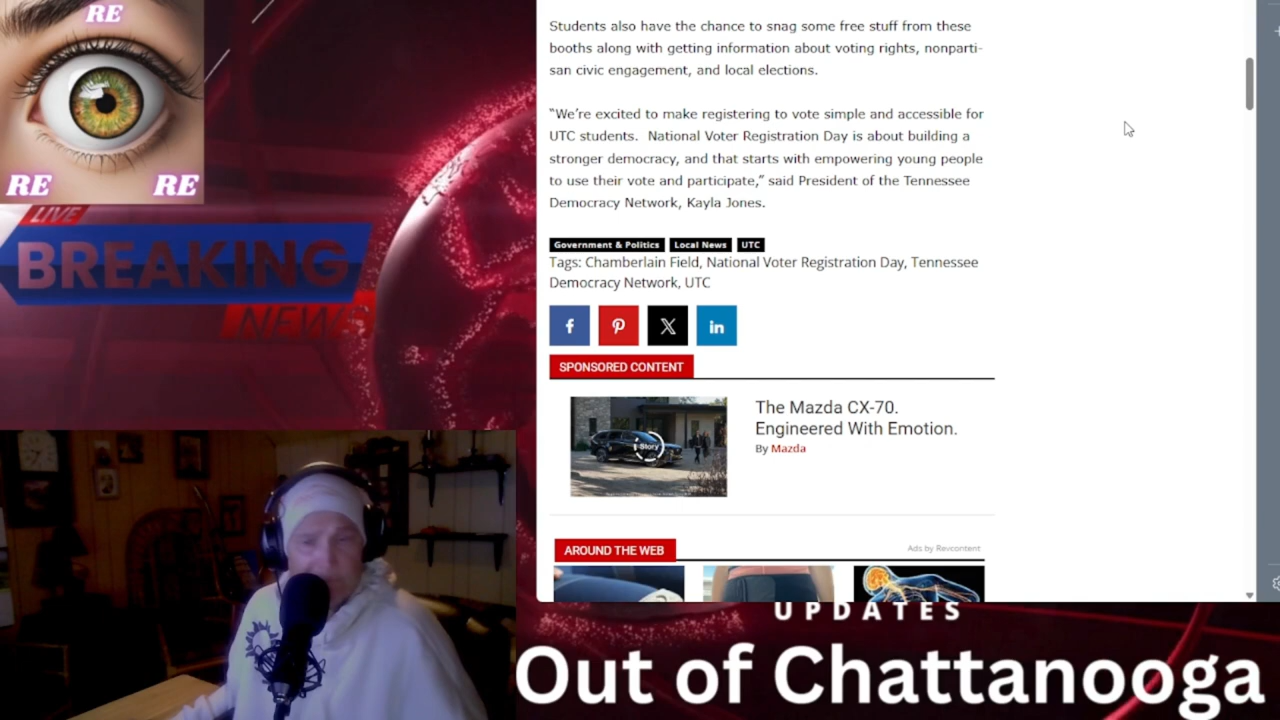 RE
RE
RE
LIVE
BREAKING
NEWS
Students also have the chance to snag some free stuff from these
booths along with getting information about voting rights, nonparti-
san civic engagement, and local elections.
“We’re excited to make registering to vote simple and accessible for
UTC students.  National Voter Registration Day is about building a
stronger democracy, and that starts with empowering young people
to use their vote and participate,” said President of the Tennessee
Democracy Network, Kayla Jones.
Government & Politics Local News UTC
Tags: Chamberlain Field, National Voter Registration Day, Tennessee
Democracy Network, UTC
SPONSORED CONTENT
Story
The Mazda CX-70.
Engineered With Emotion.
By Mazda
AROUND THE WEB
Ads by Revcontent
UPDATES
Out of Chattanooga